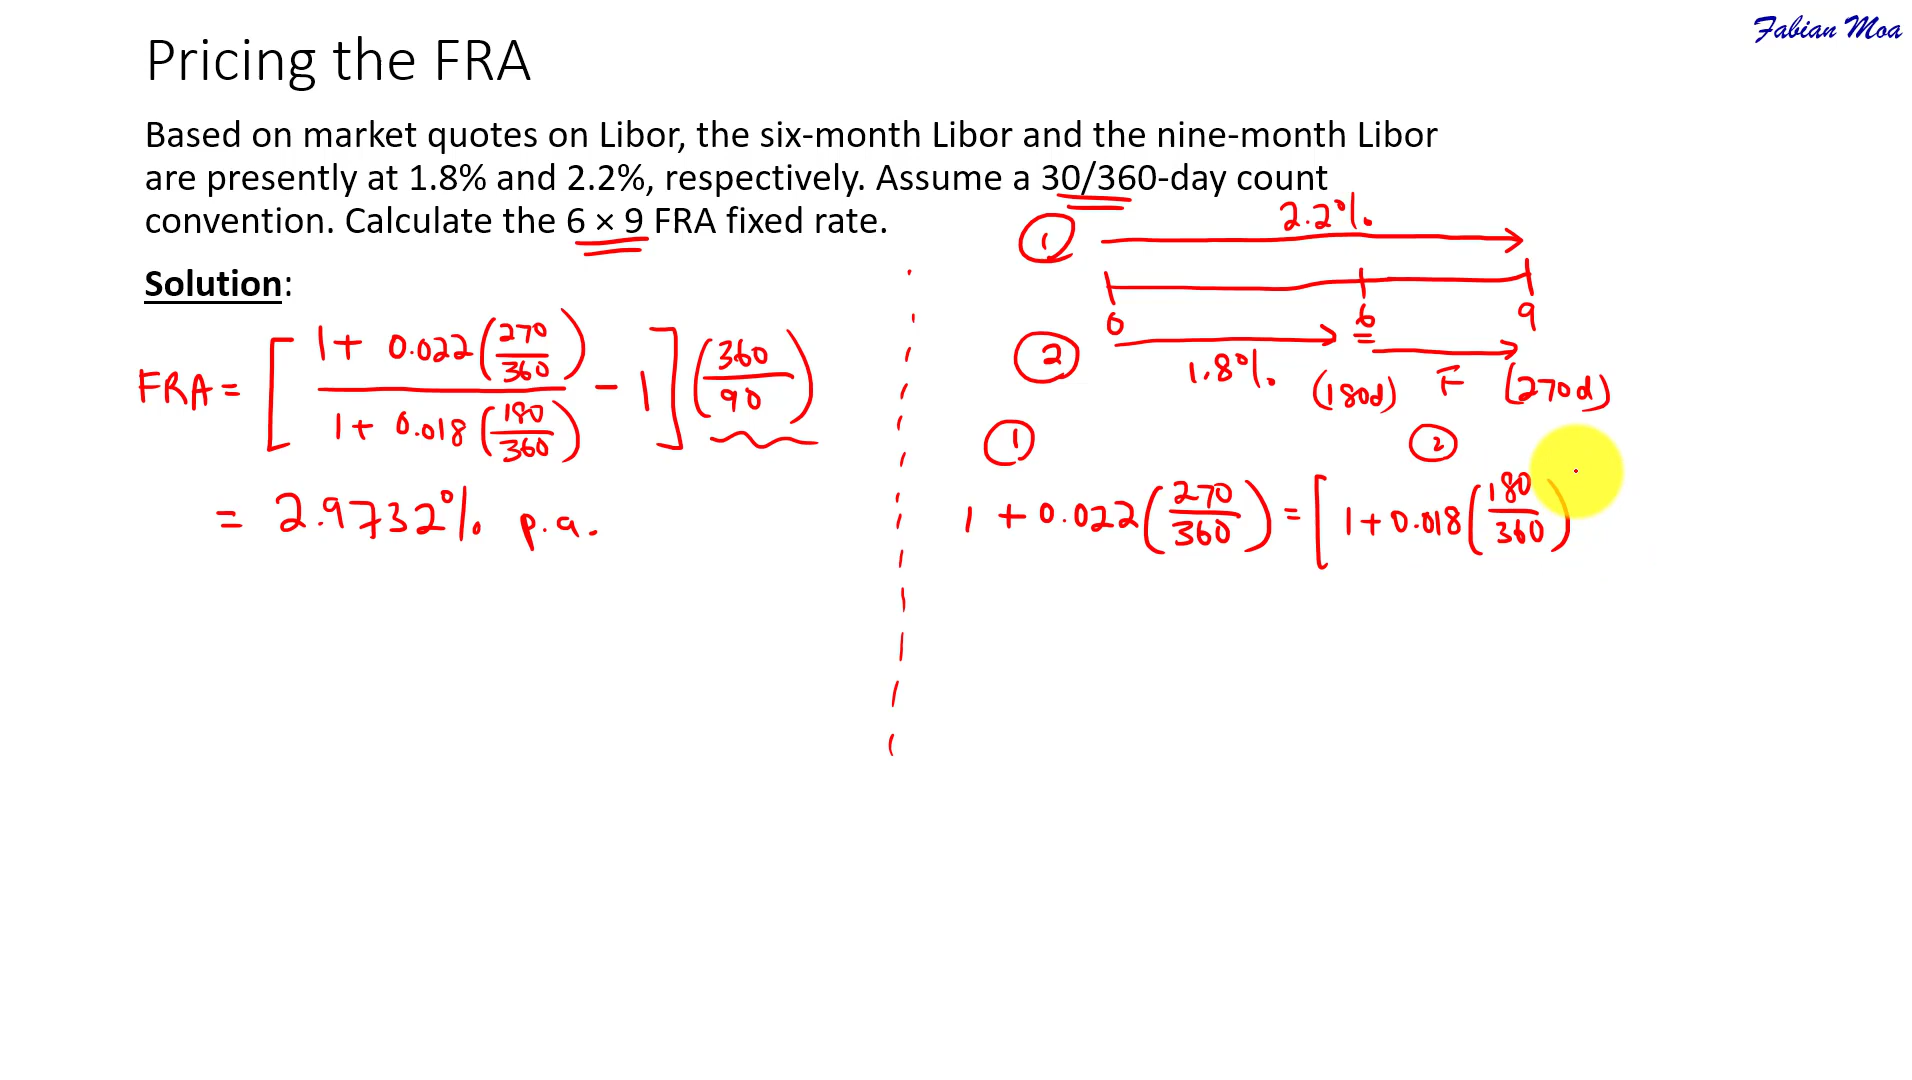 Fabian Moa
Pricing the FRA
Based on market quotes on Libor, the six-month Libor and the nine-month Libor
are presently at 1.8% and 2.2%, respectively. Assume a 30/360-day count
convention. Calculate the 6 × 9 FRA fixed rate.
Solution:
FRA = [ (1 + 0.022 (270/360)) / (1 + 0.018 (180/360)) - 1 ] (360/90)
= 2.9732% p.a.
1 2.2%
0 6 9
2 1.8% (180d) F (270d)
1 2
1 + 0.022 (270/360) = [ 1 + 0.018 (180/360)